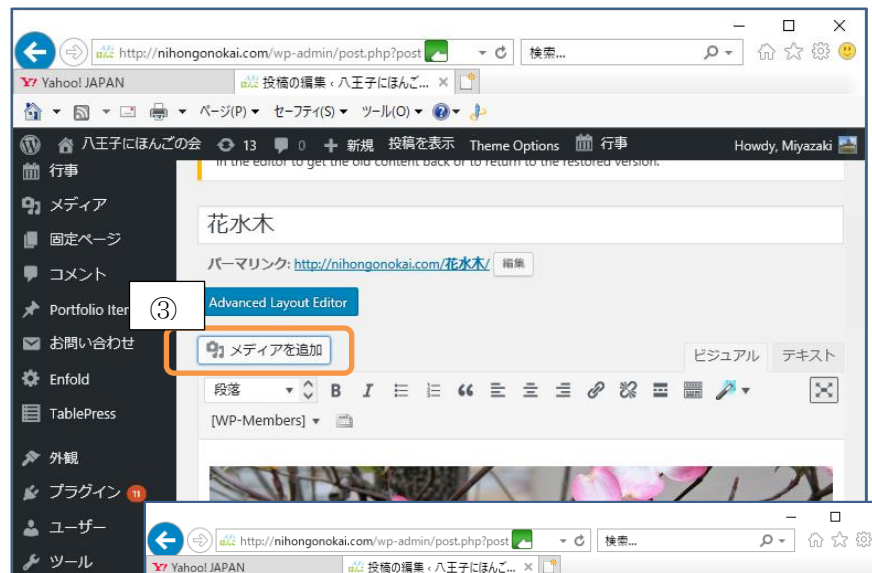 http://nihongonokai.com/wp-admin/post.php?post
検索...
Y? Yahoo! JAPAN
投稿の編集 ‹ 八王子にほんご...
ページ(P) セーフティ(S) ツール(O)
八王子にほんごの会 13 0 新規 投稿を表示 Theme Options 行事 Howdy, Miyazaki
行事
in the editor to get the old content back or to return to the restored version.
メディア
花水木
固定ページ
パーマリンク: http://nihongonokai.com/花水木/ 編集
コメント
Portfolio Iter
③
Advanced Layout Editor
お問い合わせ
メディアを追加
ビジュアル テキスト
Enfold
段落 B I
TablePress
[WP-Members]
外観
プラグイン 11
ユーザー
ツール
http://nihongonokai.com/wp-admin/post.php?post
検索...
Y? Yahoo! JAPAN
投稿の編集 ‹ 八王子にほんご...